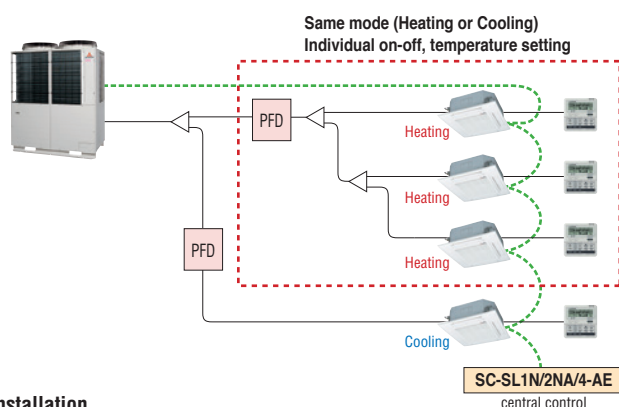 Same mode (Heating or Cooling)
Individual on-off, temperature setting
PFD
Heating
Heating
PFD
Heating
Cooling
SC-SL1N/2NA/4-AE
central control